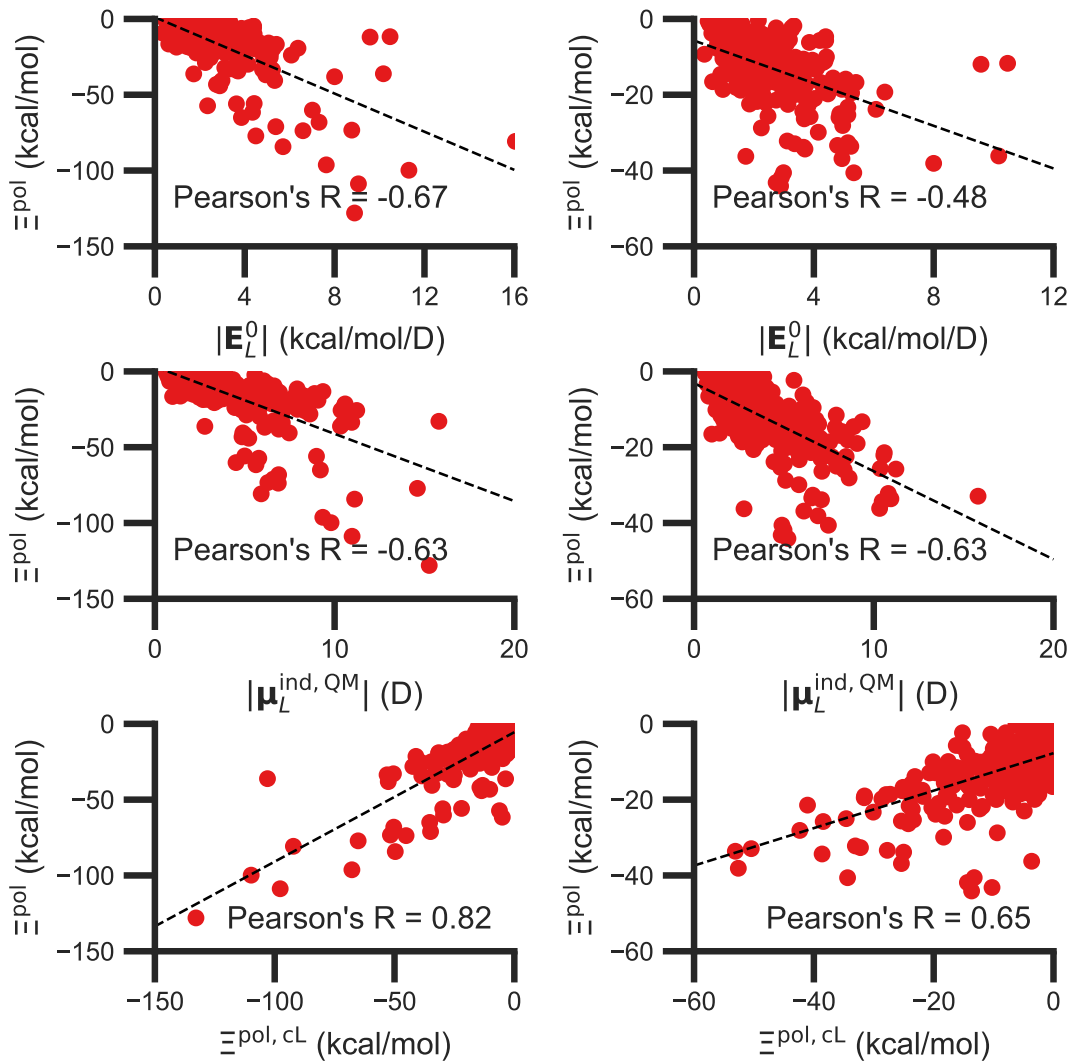 Ξ^pol (kcal/mol)
0
−50
−100
−150
Pearson's R = -0.67
0 4 8 12 16
|E_L^0| (kcal/mol/D)
Ξ^pol (kcal/mol)
0
−20
−40
−60
Pearson's R = -0.48
0 4 8 12
|E_L^0| (kcal/mol/D)
Ξ^pol (kcal/mol)
0
−50
−100
−150
Pearson's R = -0.63
0 10 20
|μ_L^ind, QM| (D)
Ξ^pol (kcal/mol)
0
−20
−40
−60
Pearson's R = -0.63
0 10 20
|μ_L^ind, QM| (D)
Ξ^pol (kcal/mol)
0
−50
−100
−150
Pearson's R = 0.82
−150 −100 −50 0
Ξ^pol, cL (kcal/mol)
Ξ^pol (kcal/mol)
0
−20
−40
−60
Pearson's R = 0.65
−60 −40 −20 0
Ξ^pol, cL (kcal/mol)